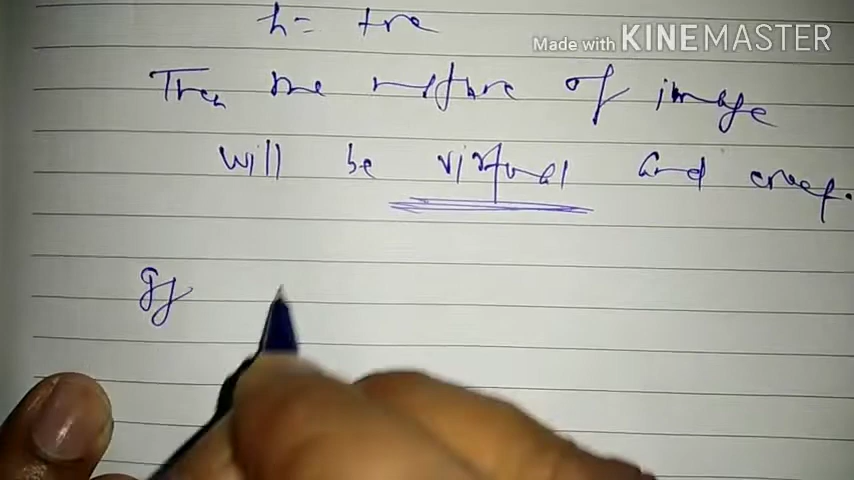 Made with KINEMASTER
h = +ve
Then the nature of image
will be virtual and erect.
If